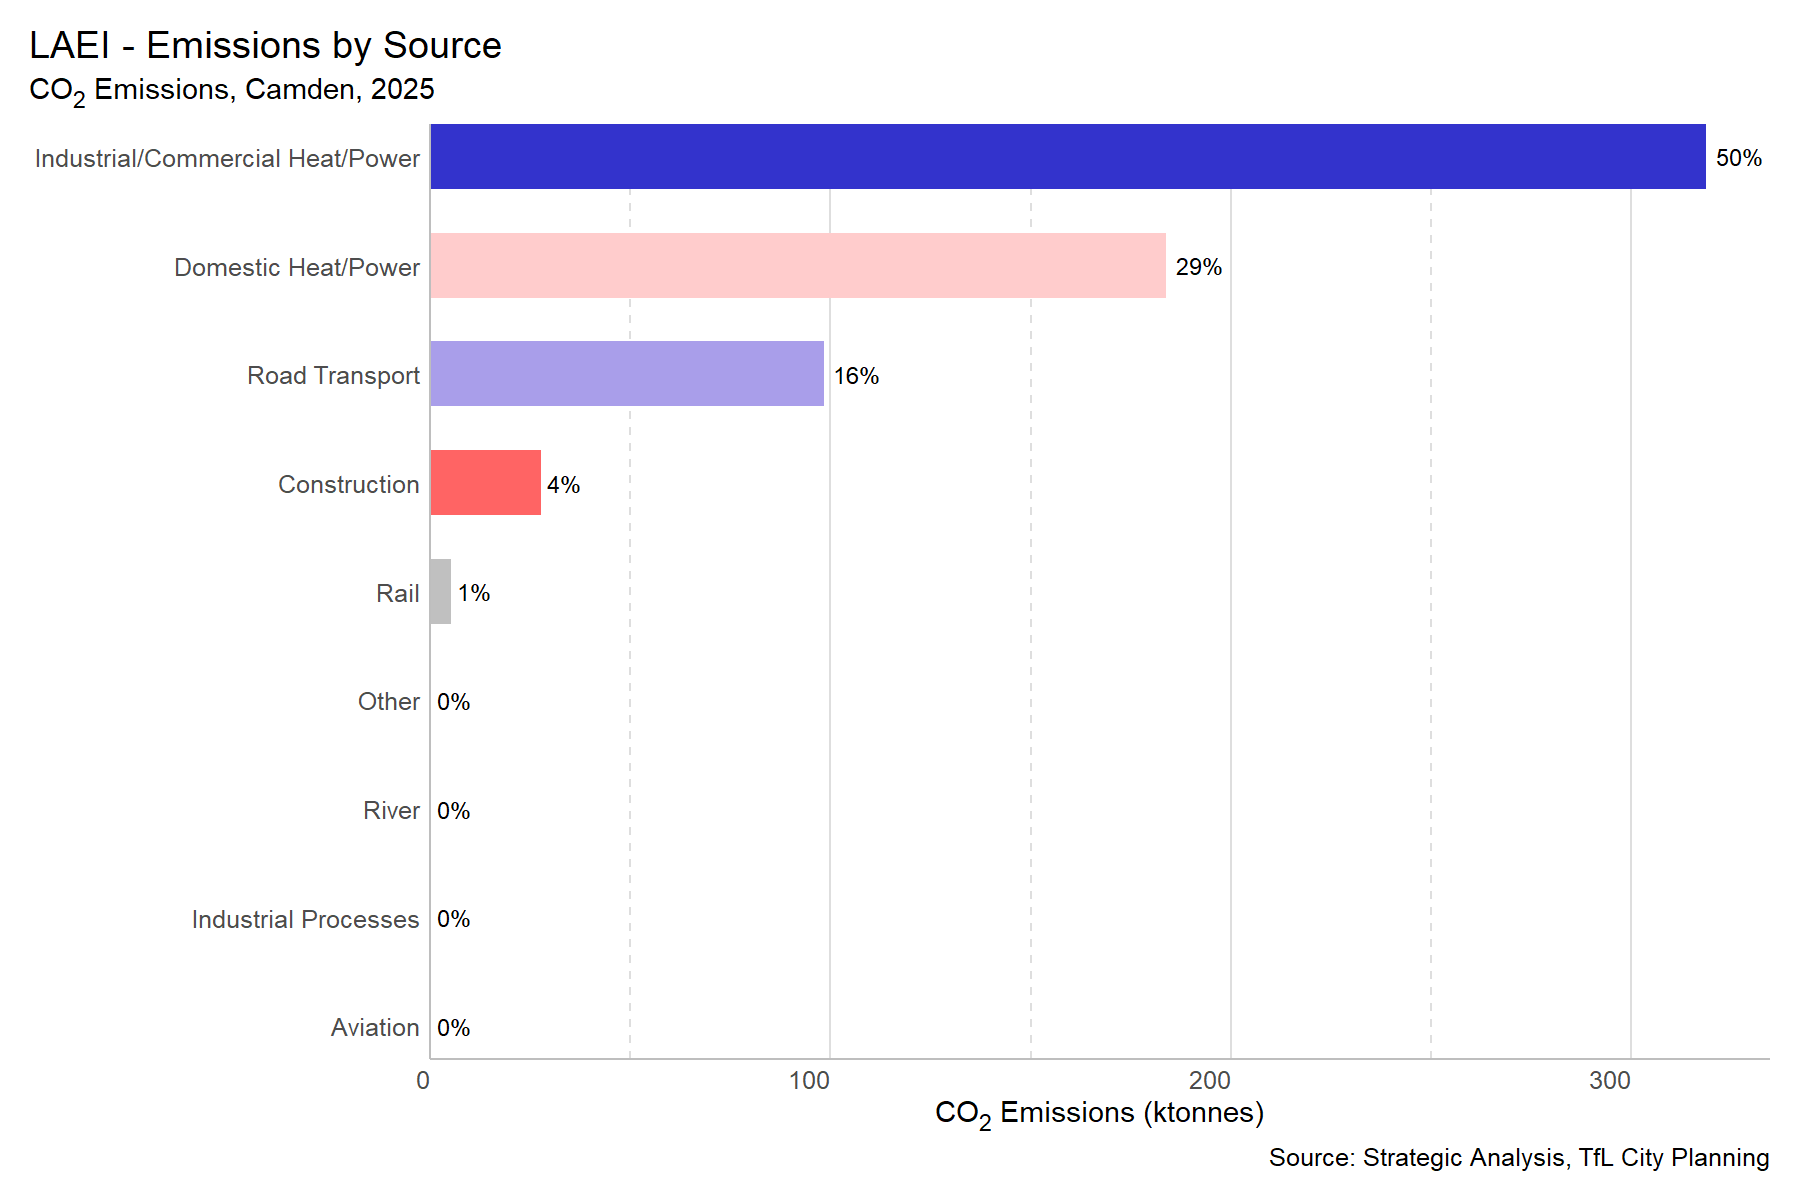 LAEI - Emissions by Source
CO₂ Emissions, Camden, 2025
Industrial/Commercial Heat/Power 50%
Domestic Heat/Power 29%
Road Transport 16%
Construction 4%
Rail 1%
Other 0%
River 0%
Industrial Processes 0%
Aviation 0%
0 100 200 300
CO₂ Emissions (ktonnes)
Source: Strategic Analysis, TfL City Planning